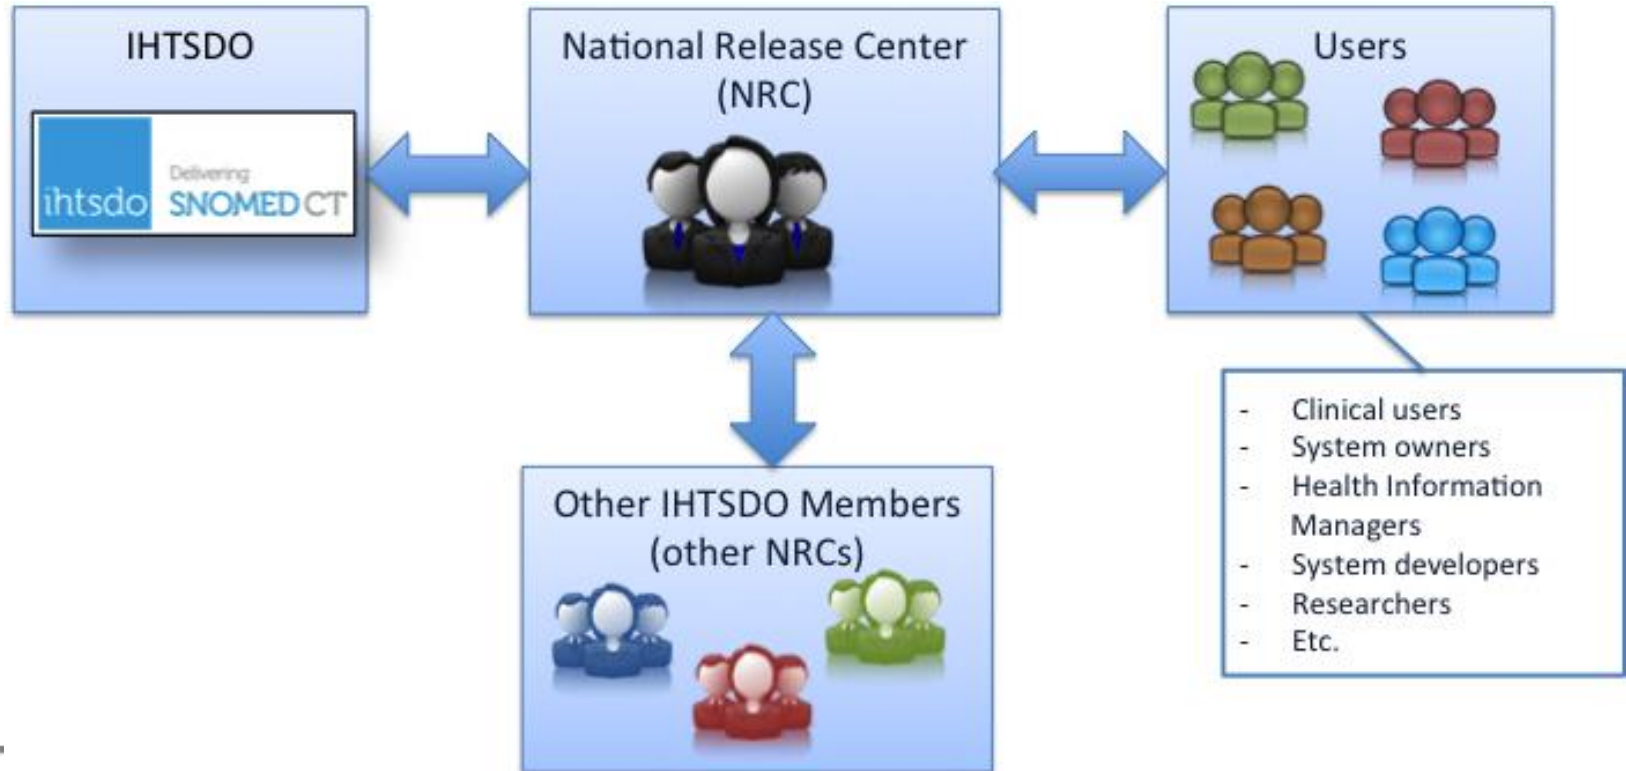 IHTSDO
ihtsdo
Delivering
SNOMED CT
National Release Center
(NRC)
Users
Other IHTSDO Members
(other NRCs)
- Clinical users
- System owners
- Health Information
Managers
- System developers
- Researchers
- Etc.